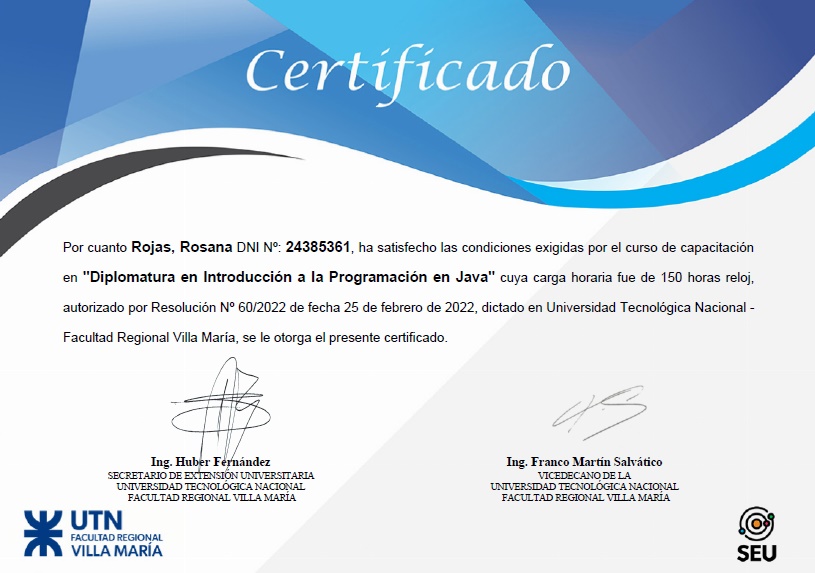 Certificado
Por cuanto Rojas, Rosana DNI Nº: 24385361, ha satisfecho las condiciones exigidas por el curso de capacitación
en "Diplomatura en Introducción a la Programación en Java" cuya carga horaria fue de 150 horas reloj,
autorizado por Resolución Nº 60/2022 de fecha 25 de febrero de 2022, dictado en Universidad Tecnológica Nacional -
Facultad Regional Villa María, se le otorga el presente certificado.
Ing. Huber Fernández
SECRETARIO DE EXTENSIÓN UNIVERSITARIA
UNIVERSIDAD TECNOLÓGICA NACIONAL
FACULTAD REGIONAL VILLA MARÍA
Ing. Franco Martín Salvático
VICEDECANO DE LA
UNIVERSIDAD TECNOLÓGICA NACIONAL
FACULTAD REGIONAL VILLA MARÍA
UTN
FACULTAD REGIONAL
VILLA MARÍA
SEU